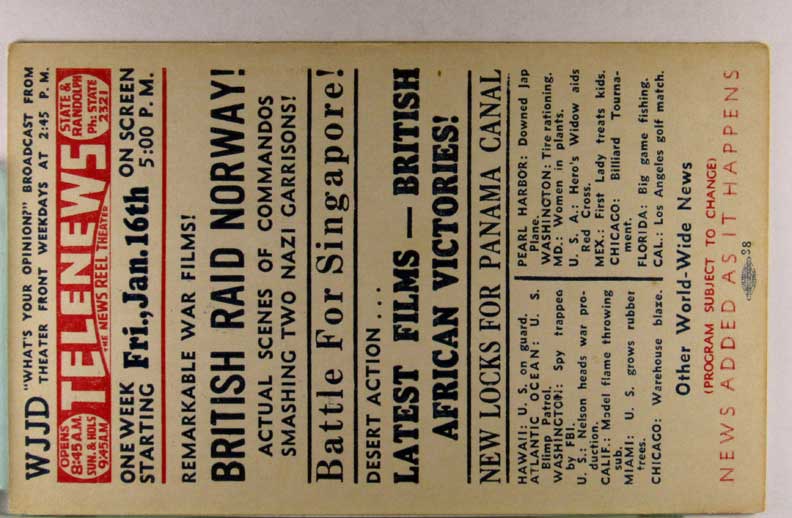 WJJD "WHAT'S YOUR OPINION?" BROADCAST FROM
THEATER FRONT WEEKDAYS AT 2:45 P. M.
OPENS
8:45 A.M.
SUN. & HOLS
9:45AM
TELENEWS
THE NEWS REEL THEATER
STATE &
RANDOLPH
Ph: STATE
2321
ONE WEEK
STARTING Fri., Jan. 16th ON SCREEN
5:00 P. M.
REMARKABLE WAR FILMS!
BRITISH RAID NORWAY!
ACTUAL SCENES OF COMMANDOS
SMASHING TWO NAZI GARRISONS!
Battle For Singapore!
DESERT ACTION...
LATEST FILMS — BRITISH
AFRICAN VICTORIES!
NEW LOCKS FOR PANAMA CANAL
HAWAII: U. S. on guard.
ATLANTIC OCEAN: U. S.
Blimp Patrol.
WASHINGTON: Spy trapped
by FBI.
U. S.: Nelson heads war pro-
duction.
CALIF.: Model flame throwing
sub.
MIAMI: U. S. grows rubber
trees.
CHICAGO: Warehouse blaze.
PEARL HARBOR: Downed Jap
Plane.
WASHINGTON: Tire rationing.
MD.: Women in plants.
U. S. A.: Hero's Widow aids
Red Cross.
MEX.: First Lady treats kids.
CHICAGO: Billiard Tourna-
ment.
FLORIDA: Big game fishing.
CAL.: Los Angeles golf match.
Other World-Wide News
(PROGRAM SUBJECT TO CHANGE)
NEWS ADDED AS IT HAPPENS
98